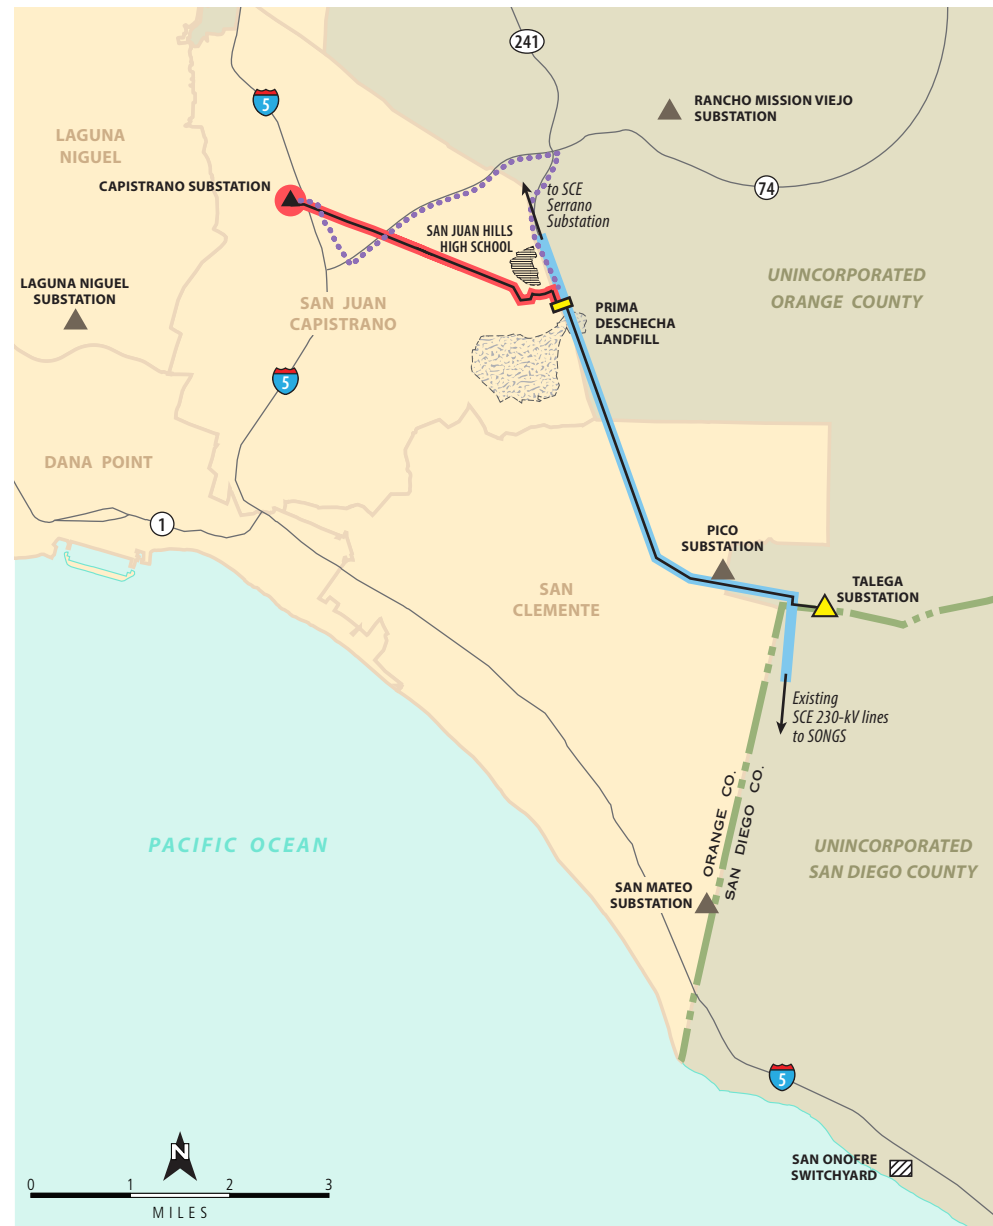 241
5
RANCHO MISSION VIEJO
SUBSTATION
LAGUNA
NIGUEL
CAPISTRANO SUBSTATION
74
to SCE
Serrano
Substation
SAN JUAN HILLS
HIGH SCHOOL
UNINCORPORATED
ORANGE COUNTY
LAGUNA NIGUEL
SUBSTATION
SAN JUAN
CAPISTRANO
PRIMA
DESCHECHA
LANDFILL
5
DANA POINT
1
PICO
SUBSTATION
SAN
CLEMENTE
TALEGA
SUBSTATION
Existing
SCE 230-kV lines
to SONGS
ORANGE CO.
SAN DIEGO CO.
PACIFIC OCEAN
UNINCORPORATED
SAN DIEGO COUNTY
SAN MATEO
SUBSTATION
5
SAN ONOFRE
SWITCHYARD
N
0 1 2 3
MILES